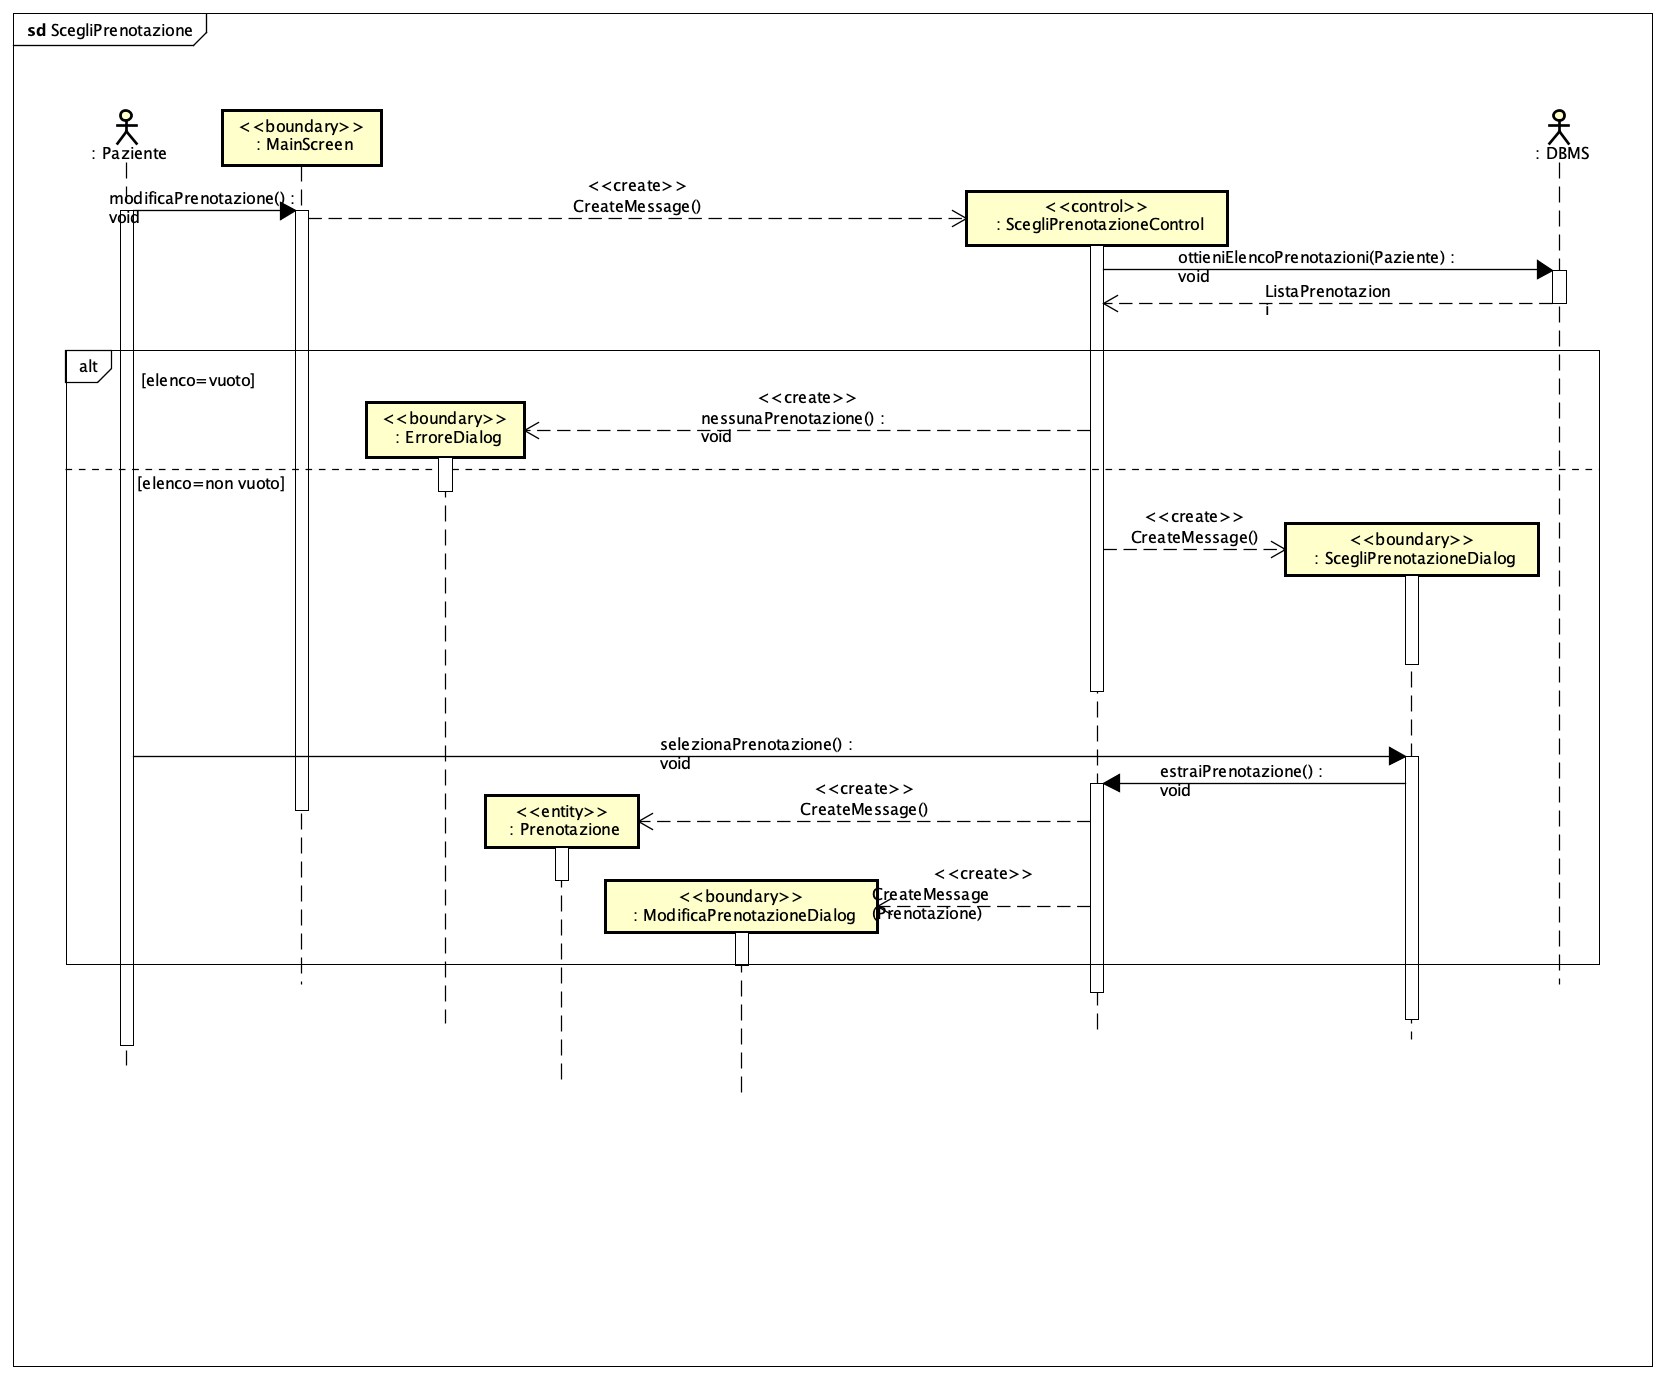 sd ScegliPrenotazione
: Paziente
<<boundary>>
: MainScreen
: DBMS
modificaPrenotazione() :
void
<<create>>
CreateMessage()
<<control>>
: ScegliPrenotazioneControl
ottieniElencoPrenotazioni(Paziente) :
void
ListaPrenotazion
i
alt
[elenco=vuoto]
<<boundary>>
: ErroreDialog
<<create>>
nessunaPrenotazione() :
void
[elenco=non vuoto]
<<create>>
CreateMessage()
<<boundary>>
: ScegliPrenotazioneDialog
selezionaPrenotazione() :
void
estraiPrenotazione() :
void
<<create>>
CreateMessage()
<<entity>>
: Prenotazione
<<create>>
CreateMessage
(Prenotazione)
<<boundary>>
: ModificaPrenotazioneDialog